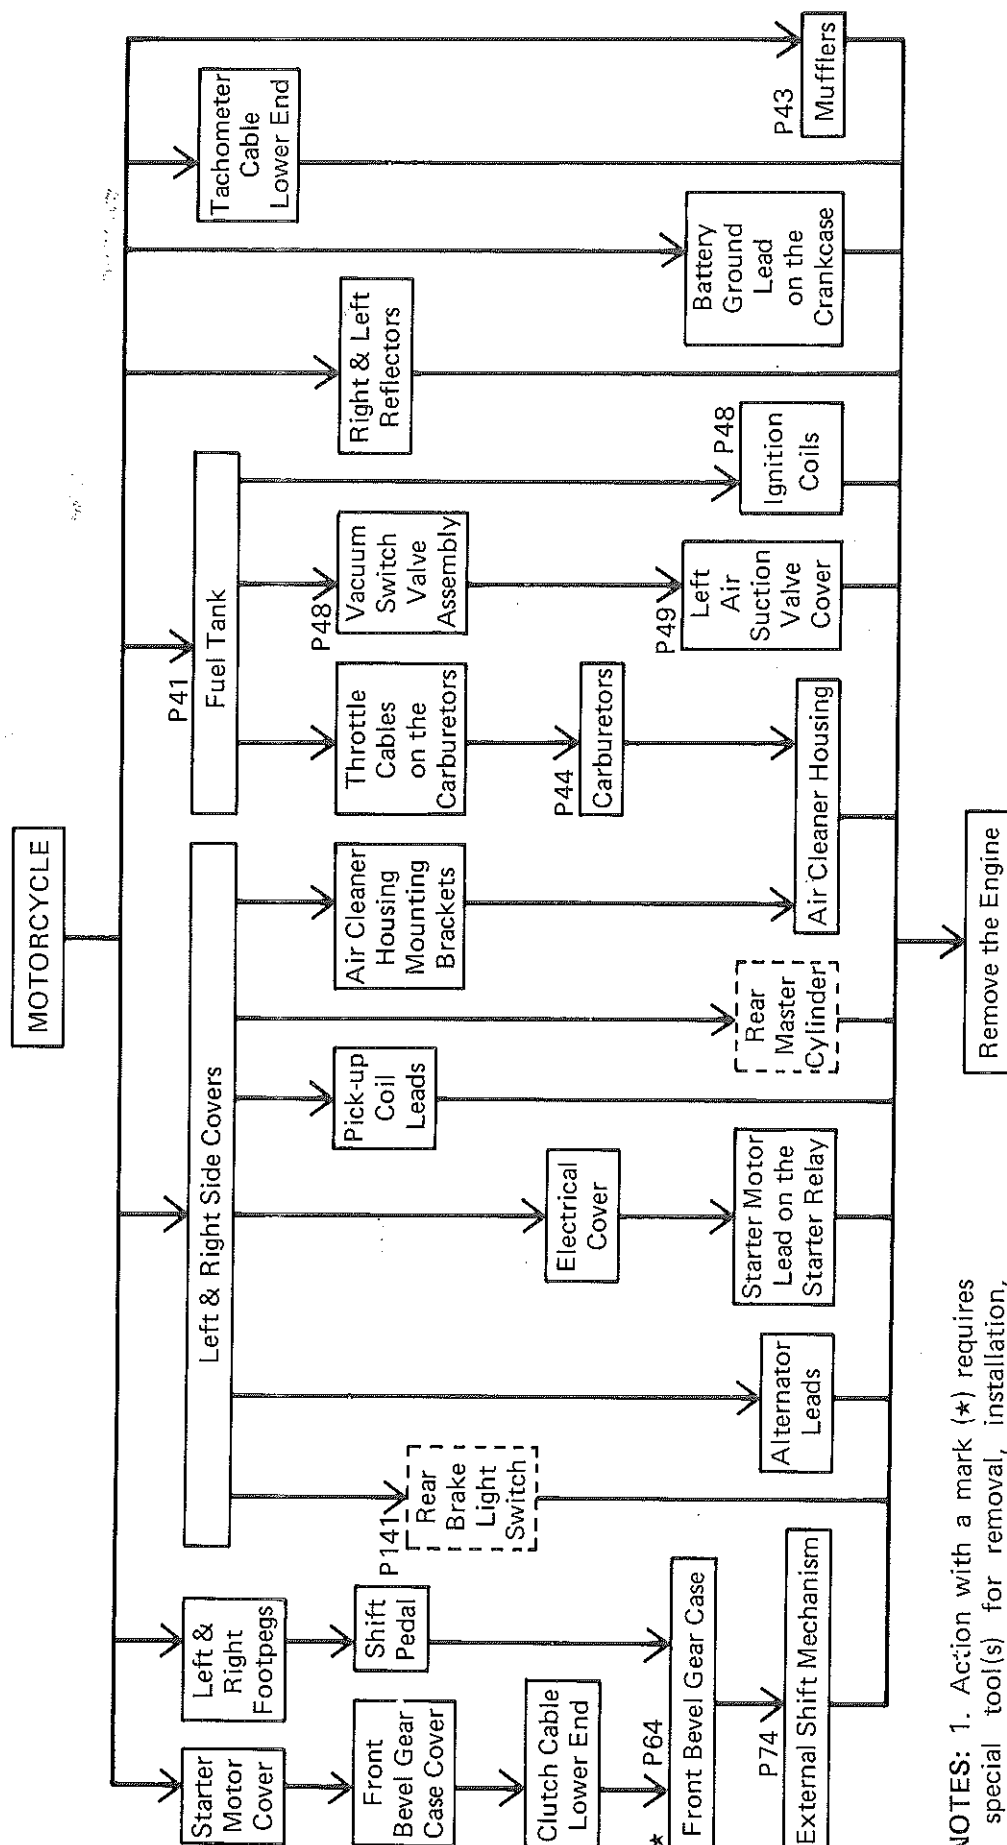 MOTORCYCLE
Starter
Motor
Cover
Left &
Right
Footpegs
Left & Right Side Covers
P41
Fuel Tank
Tachometer
Cable
Lower End
Front
Bevel Gear
Case Cover
Shift
Pedal
P141
Rear
Brake
Light
Switch
Pick-up
Coil
Leads
Air Cleaner
Housing
Mounting
Brackets
Throttle
Cables
on the
Carburetors
P48
Vacuum
Switch
Valve
Assembly
Right & Left
Reflectors
Clutch Cable
Lower End
Electrical
Cover
P44
Carburetors
* P64
Front Bevel Gear Case
P74
External Shift Mechanism
Alternator
Leads
Starter Motor
Lead on the
Starter Relay
Rear
Master
Cylinder
Air Cleaner Housing
P49
Left
Air
Suction
Valve
Cover
P48
Ignition
Coils
Battery
Ground
Lead
on the
Crankcase
P43
Mufflers
Remove the Engine
NOTES: 1. Action with a mark (*) requires
special tool(s) for removal, installation,